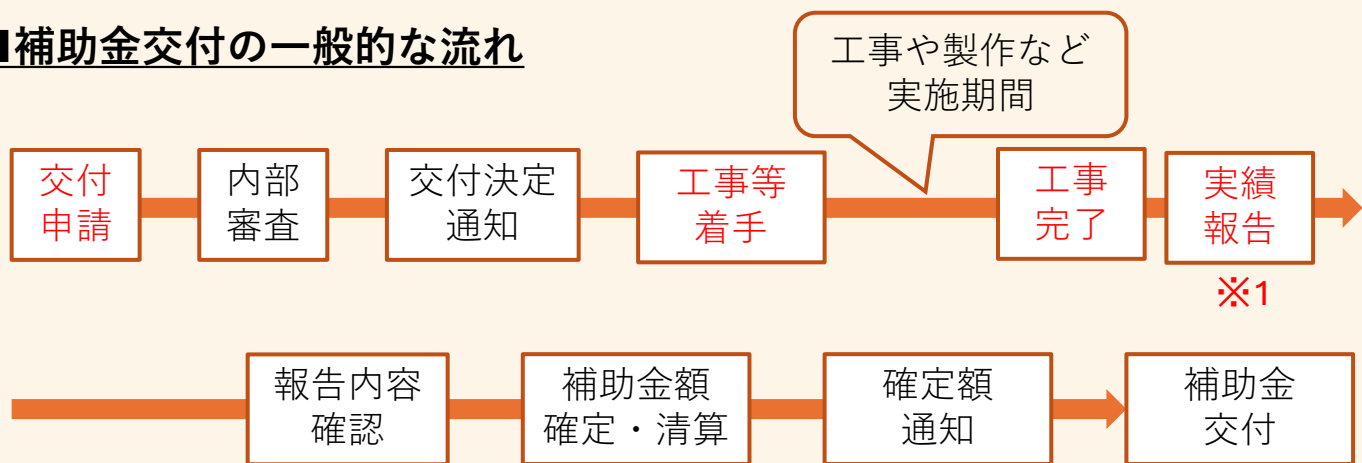 ■補助金交付の一般的な流れ
工事や製作など
実施期間
交付
申請
内部
審査
交付決定
通知
工事等
着手
工事
完了
実績
報告
※1
報告内容
確認
補助金額
確定・清算
確定額
通知
補助金
交付